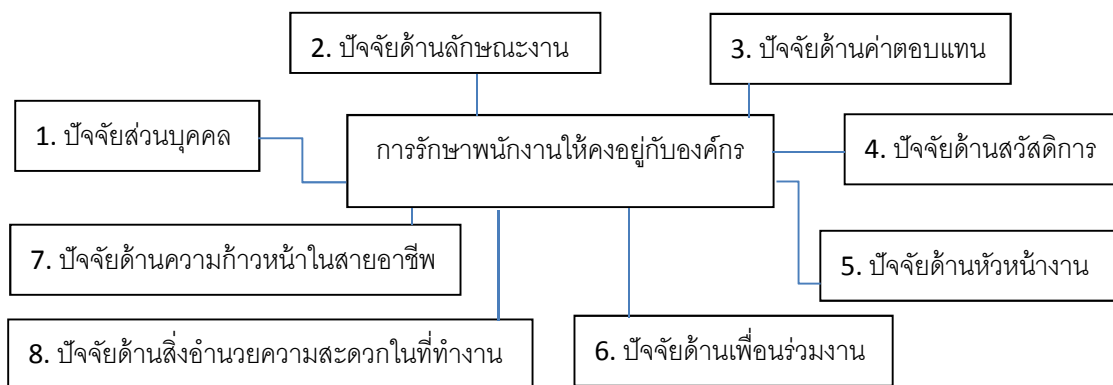 2. ปัจจัยด้านลักษณะงาน
3. ปัจจัยด้านค่าตอบแทน
1. ปัจจัยส่วนบุคคล
การรักษาพนักงานให้คงอยู่กับองค์กร
4. ปัจจัยด้านสวัสดิการ
7. ปัจจัยด้านความก้าวหน้าในสายอาชีพ
5. ปัจจัยด้านหัวหน้างาน
8. ปัจจัยด้านสิ่งอำนวยความสะดวกในที่ทำงาน
6. ปัจจัยด้านเพื่อนร่วมงาน